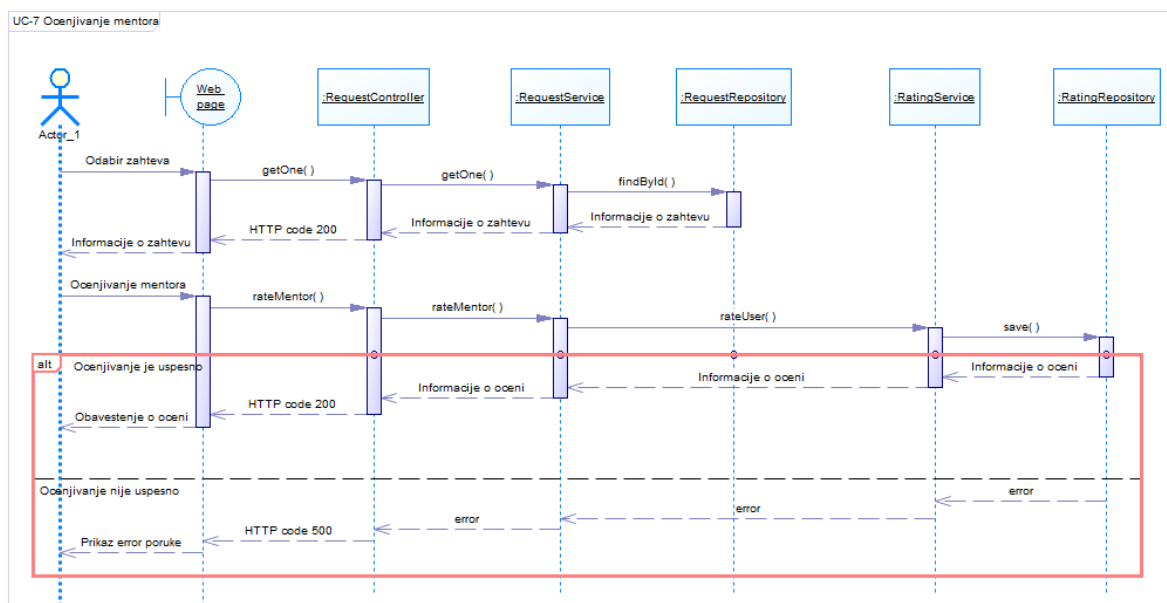 UC-7 Ocenjivanje mentora
Actor_1
Web
page
:RequestController
:RequestService
:RequestRepository
:RatingService
:RatingRepository
Odabir zahteva
getOne( )
getOne( )
findById( )
Informacije o zahtevu
Informacije o zahtevu
HTTP code 200
Informacije o zahtevu
Ocenjivanje mentora
rateMentor( )
rateMentor( )
rateUser( )
save( )
alt
Ocenjivanje je uspesno
Informacije o oceni
Informacije o oceni
Informacije o oceni
HTTP code 200
Obavestenje o oceni
Ocenjivanje nije uspesno
error
error
error
HTTP code 500
Prikaz error poruke